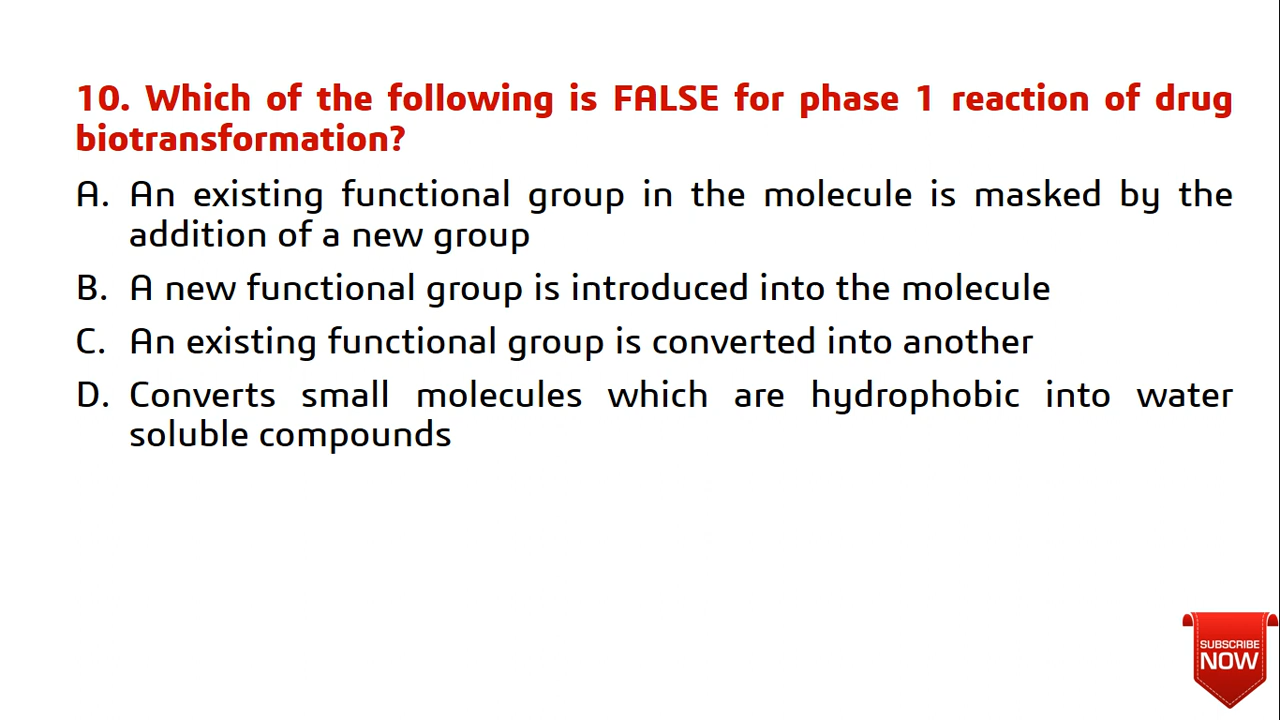 10. Which of the following is FALSE for phase 1 reaction of drug
biotransformation?
A. An existing functional group in the molecule is masked by the
addition of a new group
B. A new functional group is introduced into the molecule
C. An existing functional group is converted into another
D. Converts small molecules which are hydrophobic into water
soluble compounds
SUBSCRIBE
NOW